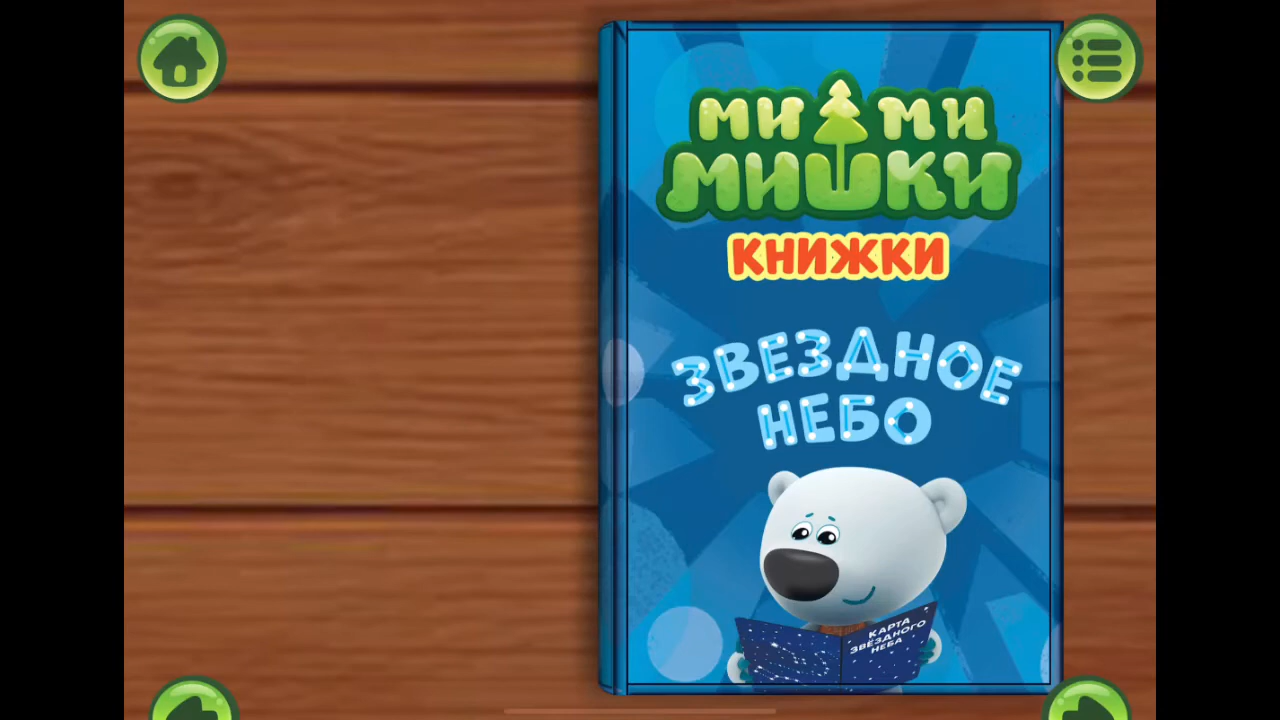 МИ МИ
МИШКИ
КНИЖКИ
ЗВЕЗДНОЕ
НЕБО
КАРТА
ЗВЁЗДНОГО
НЕБА